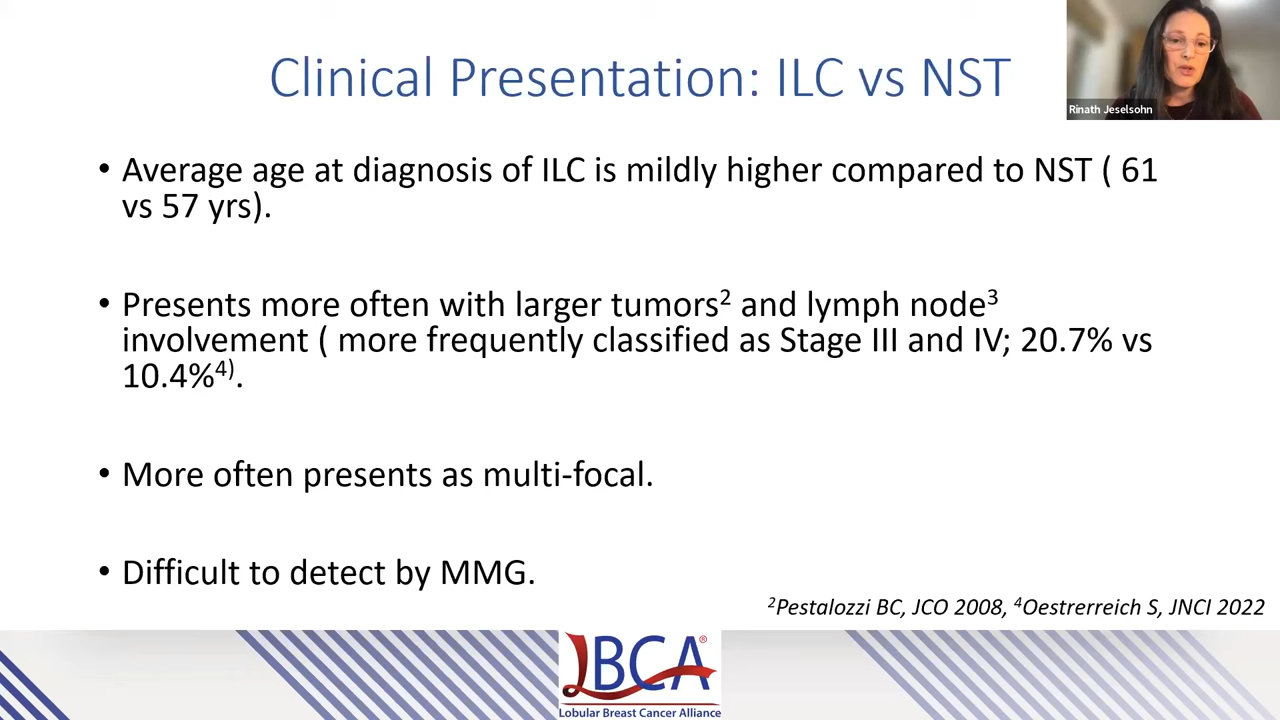 Clinical Presentation: ILC vs NST
Rinath Jeselsohn
• Average age at diagnosis of ILC is mildly higher compared to NST ( 61
vs 57 yrs).
• Presents more often with larger tumors² and lymph node³
involvement ( more frequently classified as Stage III and IV; 20.7% vs
10.4%⁴⁾.
• More often presents as multi-focal.
• Difficult to detect by MMG.
²Pestalozzi BC, JCO 2008, ⁴Oestrerreich S, JNCI 2022
LBCA®
Lobular Breast Cancer Alliance